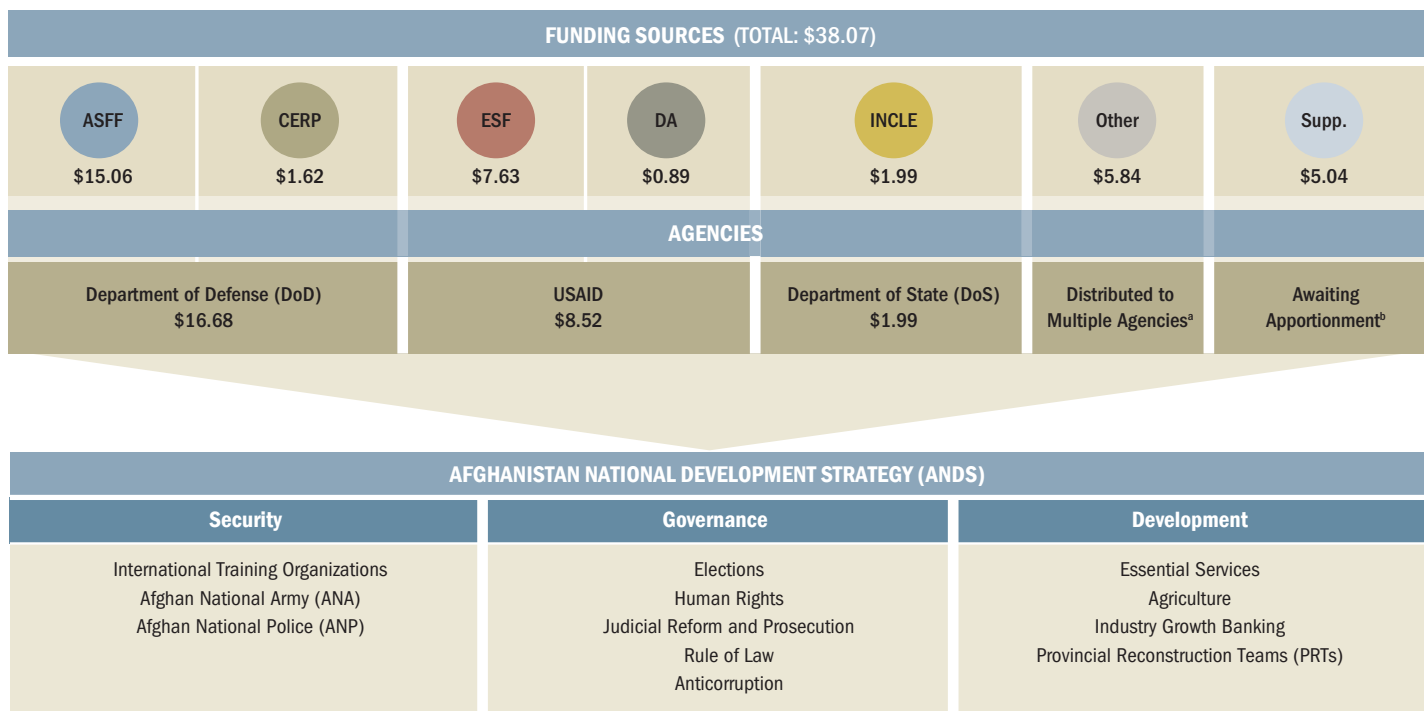 FUNDING SOURCES (TOTAL: $38.07)
ASFF
CERP
ESF
DA
INCLE
Other
Supp.
$15.06
$1.62
$7.63
$0.89
$1.99
$5.84
$5.04
AGENCIES
Department of Defense (DoD)
$16.68
USAID
$8.52
Department of State (DoS)
$1.99
Distributed to
Multiple Agenciesᵃ
Awaiting
Apportionmentᵇ
AFGHANISTAN NATIONAL DEVELOPMENT STRATEGY (ANDS)
Security
International Training Organizations
Afghan National Army (ANA)
Afghan National Police (ANP)
Governance
Elections
Human Rights
Judicial Reform and Prosecution
Rule of Law
Anticorruption
Development
Essential Services
Agriculture
Industry Growth Banking
Provincial Reconstruction Teams (PRTs)